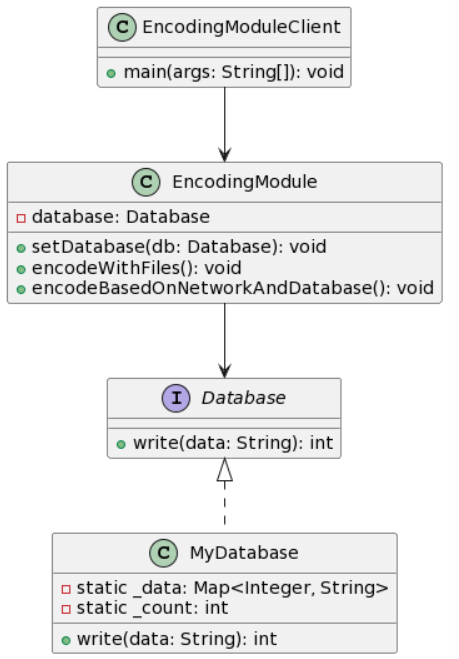 C EncodingModuleClient
main(args: String[]): void
C EncodingModule
database: Database
setDatabase(db: Database): void
encodeWithFiles(): void
encodeBasedOnNetworkAndDatabase(): void
I Database
write(data: String): int
C MyDatabase
static _data: Map<Integer, String>
static _count: int
write(data: String): int